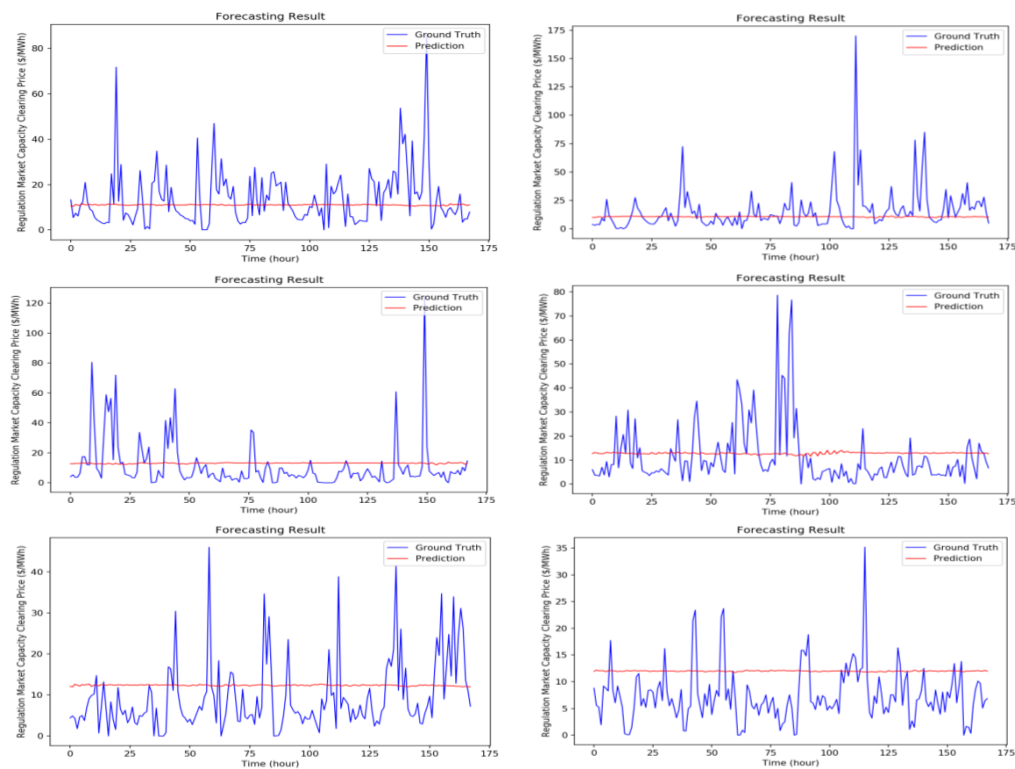 Forecasting Result
Regulation Market Capacity Clearing Price ($/MWh)
Ground Truth
Prediction
80
60
40
20
0
0 25 50 75 100 125 150 175
Time (hour)
Forecasting Result
Regulation Market Capacity Clearing Price ($/MWh)
Ground Truth
Prediction
175
150
125
100
75
50
25
0
0 25 50 75 100 125 150 175
Time (hour)
Forecasting Result
Regulation Market Capacity Clearing Price ($/MWh)
Ground Truth
Prediction
120
100
80
60
40
20
0
0 25 50 75 100 125 150 175
Time (hour)
Forecasting Result
Regulation Market Capacity Clearing Price ($/MWh)
Ground Truth
Prediction
80
70
60
50
40
30
20
10
0
0 25 50 75 100 125 150 175
Time (hour)
Forecasting Result
Regulation Market Capacity Clearing Price ($/MWh)
Ground Truth
Prediction
40
30
20
10
0
0 25 50 75 100 125 150 175
Time (hour)
Forecasting Result
Regulation Market Capacity Clearing Price ($/MWh)
Ground Truth
Prediction
35
30
25
20
15
10
5
0
0 25 50 75 100 125 150 175
Time (hour)